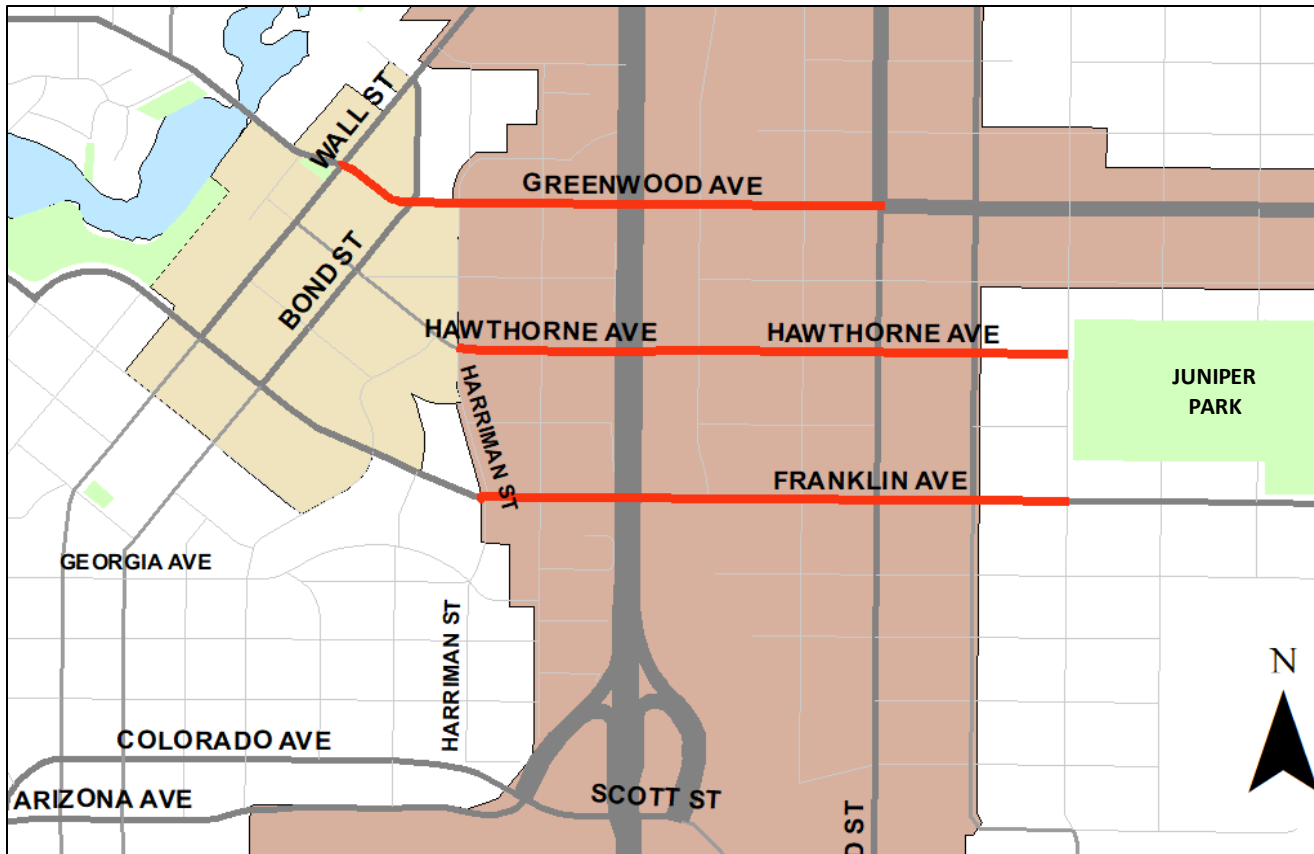 WALL ST
GREENWOOD AVE
BOND ST
HAWTHORNE AVE
HAWTHORNE AVE
JUNIPER
PARK
HARRIMAN ST
FRANKLIN AVE
GEORGIA AVE
HARRIMAN ST
N
COLORADO AVE
ARIZONA AVE
SCOTT ST
ST